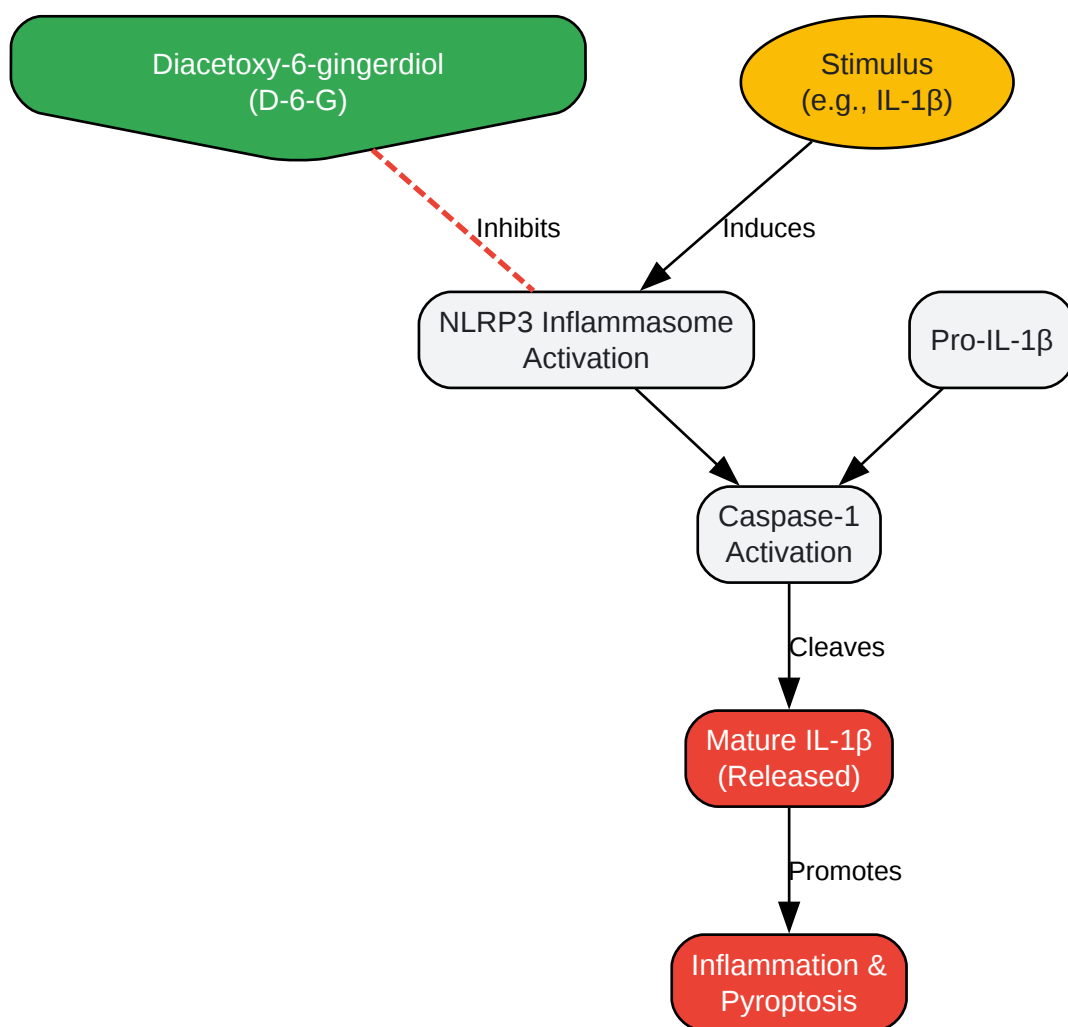 Diacetoxy-6-gingerdiol
(D-6-G)
Stimulus
(e.g., IL-1β)
Inhibits
Induces
NLRP3 Inflammasome
Activation
Pro-IL-1β
Caspase-1
Activation
Cleaves
Mature IL-1β
(Released)
Promotes
Inflammation &
Pyroptosis